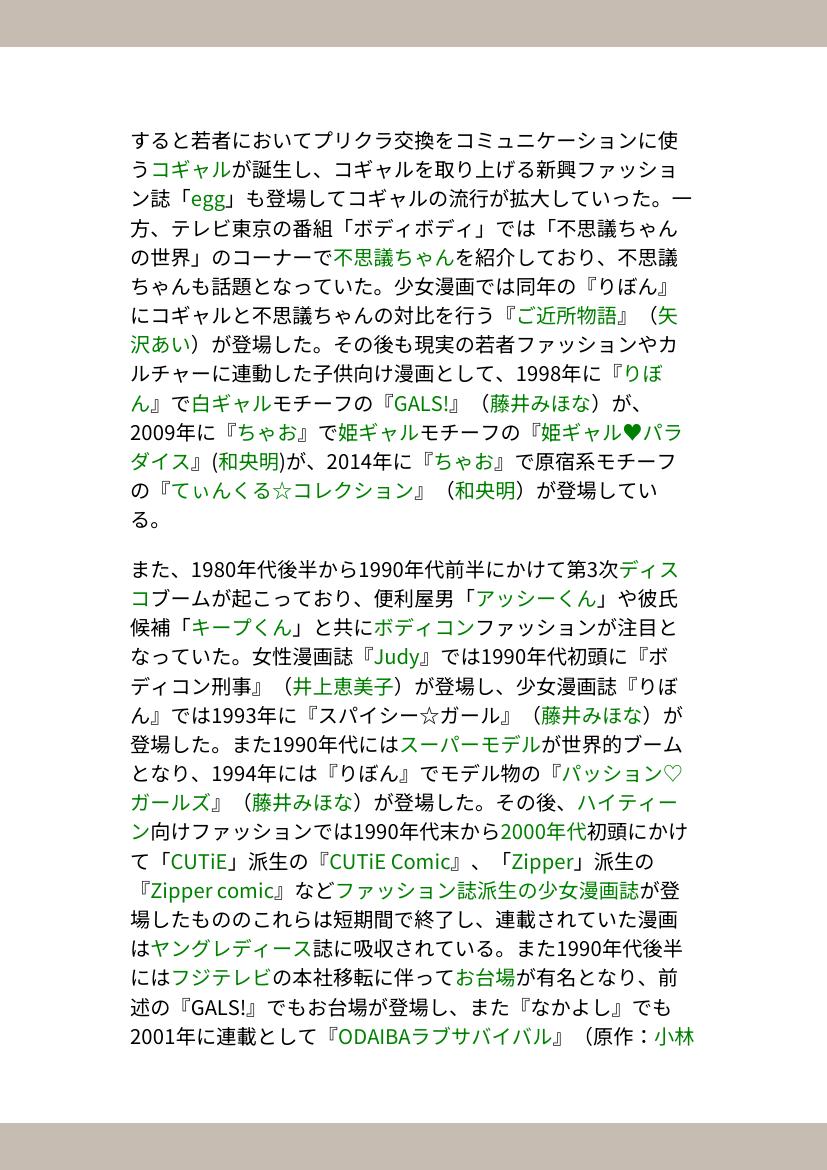 すると若者においてプリクラ交換をコミュニケーションに使
うコギャルが誕生し、コギャルを取り上げる新興ファッショ
ン誌「egg」も登場してコギャルの流行が拡大していった。一
方、テレビ東京の番組「ボディボディ」では「不思議ちゃん
の世界」のコーナーで不思議ちゃんを紹介しており、不思議
ちゃんも話題となっていた。少女漫画では同年の『りぼん』
にコギャルと不思議ちゃんの対比を行う『ご近所物語』（矢
沢あい）が登場した。その後も現実の若者ファッションやカ
ルチャーに連動した子供向け漫画として、1998年に『りぼ
ん』で白ギャルモチーフの『GALS!』（藤井みほな）が、
2009年に『ちゃお』で姫ギャルモチーフの『姫ギャル♥パラ
ダイス』(和央明)が、2014年に『ちゃお』で原宿系モチーフ
の『てぃんくる☆コレクション』（和央明）が登場してい
る。
また、1980年代後半から1990年代前半にかけて第3次ディス
コブームが起こっており、便利屋男「アッシーくん」や彼氏
候補「キープくん」と共にボディコンファッションが注目と
なっていた。女性漫画誌『Judy』では1990年代初頭に『ボ
ディコン刑事』（井上恵美子）が登場し、少女漫画誌『りぼ
ん』では1993年に『スパイシー☆ガール』（藤井みほな）が
登場した。また1990年代にはスーパーモデルが世界的ブーム
となり、1994年には『りぼん』でモデル物の『パッション♡
ガールズ』（藤井みほな）が登場した。その後、ハイティー
ン向けファッションでは1990年代末から2000年代初頭にかけ
て「CUTiE」派生の『CUTiE Comic』、「Zipper」派生の
『Zipper comic』などファッション誌派生の少女漫画誌が登
場したもののこれらは短期間で終了し、連載されていた漫画
はヤングレディース誌に吸収されている。また1990年代後半
にはフジテレビの本社移転に伴ってお台場が有名となり、前
述の『GALS!』でもお台場が登場し、また『なかよし』でも
2001年に連載として『ODAIBAラブサバイバル』（原作：小林